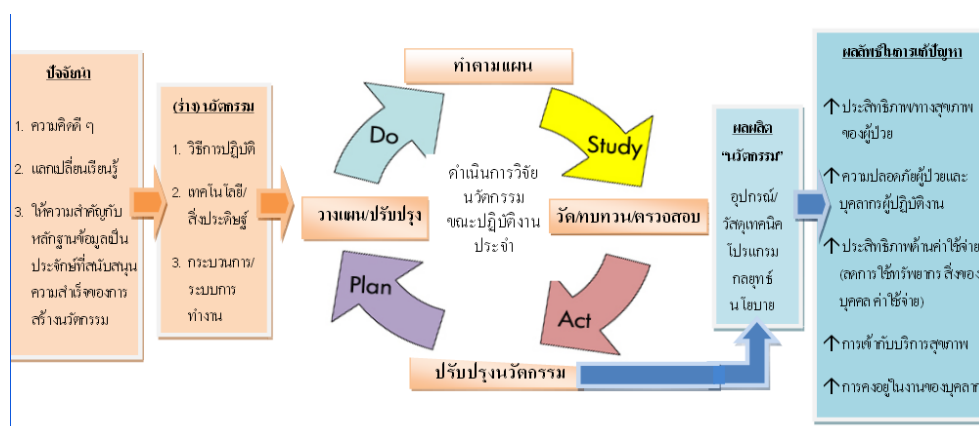 ปัจจัยนำ
1. ความคิดดี ๆ
2. แลกเปลี่ยนเรียนรู้
3. ให้ความสำคัญกับ
หลักฐานข้อมูลเป็น
ประจักษ์ที่สนับสนุน
ความสำเร็จของการ
สร้างนวัตกรรม
(ร่าง) นวัตกรรม
1. วิธีการปฏิบัติ
2. เทคโนโลยี/
สิ่งประดิษฐ์
3. กระบวนการ/
ระบบการ
ทำงาน
ทำตามแผน
Do
Study
วางแผน/ปรับปรุง
ดำเนินการวิจัย
นวัตกรรม
ขณะปฏิบัติงาน
ประจำ
วัด/ทบทวน/ตรวจสอบ
Plan
Act
ปรับปรุงนวัตกรรม
ผลผลิต
“นวัตกรรม”
อุปกรณ์/
วัสดุเทคนิค
โปรแกรม
กลยุทธ์
นโยบาย
ผลลัพธ์ในการแก้ปัญหา
↑ ประสิทธิภาพทางสุขภาพ
ของผู้ป่วย
↑ ความปลอดภัยผู้ป่วยและ
บุคลากรผู้ปฏิบัติงาน
↑ ประสิทธิภาพด้านค่าใช้จ่าย
(ลดการใช้ทรัพยากร สิ่งของ
บุคคล ค่าใช้จ่าย)
↑ การเข้ากับบริการสุขภาพ
↑ การคงอยู่ในงานของบุคลาก